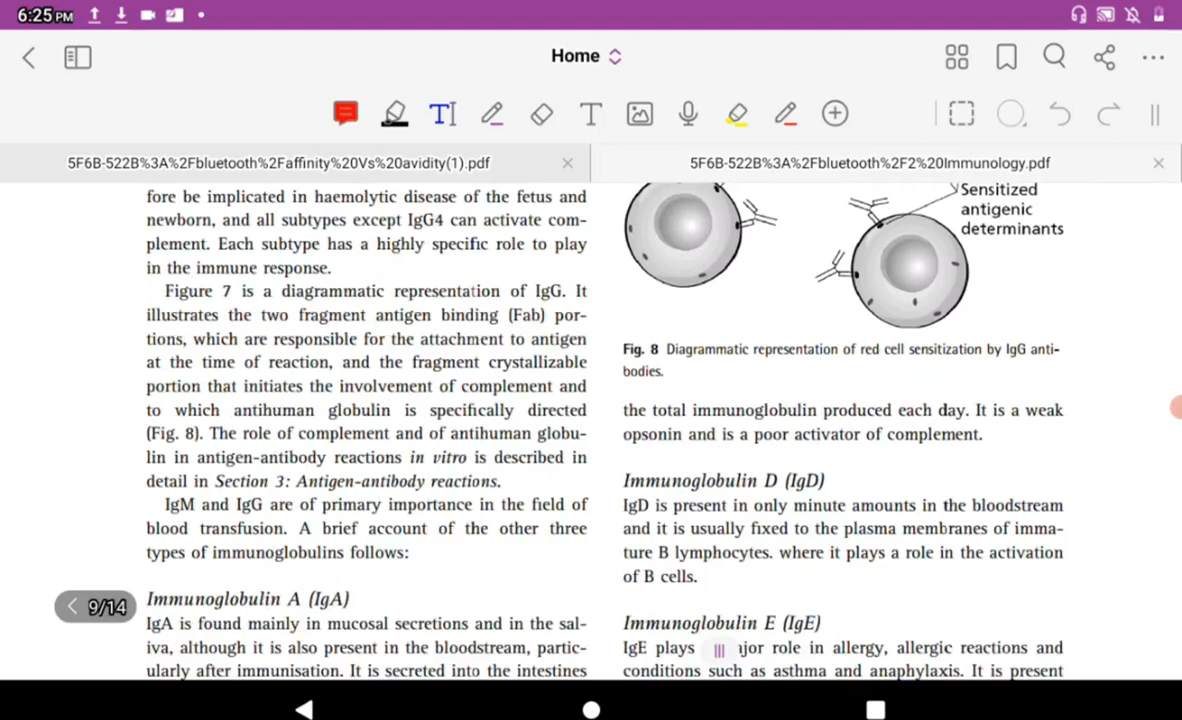 6:25 PM
Home
5F6B-522B%3A%2Fbluetooth%2Faffinity%20Vs%20avidity(1).pdf
5F6B-522B%3A%2Fbluetooth%2F2%20Immunology.pdf
fore be implicated in haemolytic disease of the fetus and
newborn, and all subtypes except IgG4 can activate com-
plement. Each subtype has a highly specific role to play
in the immune response.
Figure 7 is a diagrammatic representation of IgG. It
illustrates the two fragment antigen binding (Fab) por-
tions, which are responsible for the attachment to antigen
at the time of reaction, and the fragment crystallizable
portion that initiates the involvement of complement and
to which antihuman globulin is specifically directed
(Fig. 8). The role of complement and of antihuman globu-
lin in antigen-antibody reactions in vitro is described in
detail in Section 3: Antigen-antibody reactions.
IgM and IgG are of primary importance in the field of
blood transfusion. A brief account of the other three
types of immunoglobulins follows:
Immunoglobulin A (IgA)
IgA is found mainly in mucosal secretions and in the sal-
iva, although it is also present in the bloodstream, partic-
ularly after immunisation. It is secreted into the intestines
9/14
Sensitized
antigenic
determinants
Fig. 8 Diagrammatic representation of red cell sensitization by IgG anti-
bodies.
the total immunoglobulin produced each day. It is a weak
opsonin and is a poor activator of complement.
Immunoglobulin D (IgD)
IgD is present in only minute amounts in the bloodstream
and it is usually fixed to the plasma membranes of imma-
ture B lymphocytes. where it plays a role in the activation
of B cells.
Immunoglobulin E (IgE)
IgE plays jor role in allergy, allergic reactions and
conditions such as asthma and anaphylaxis. It is present